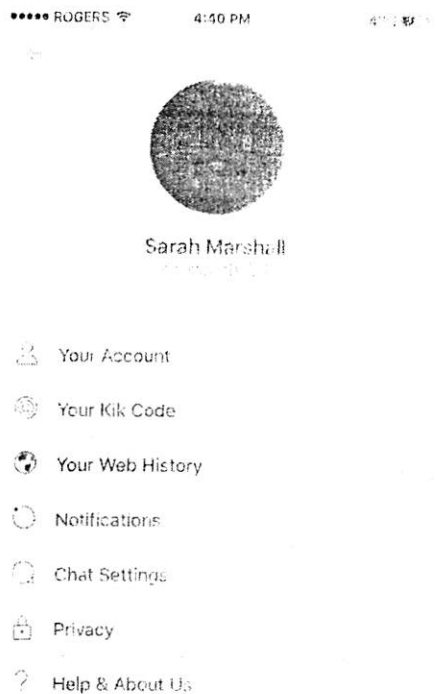 ROGERS 4:40 PM
Sarah Marshall
Your Account
Your Kik Code
Your Web History
Notifications
Chat Settings
Privacy
Help & About Us